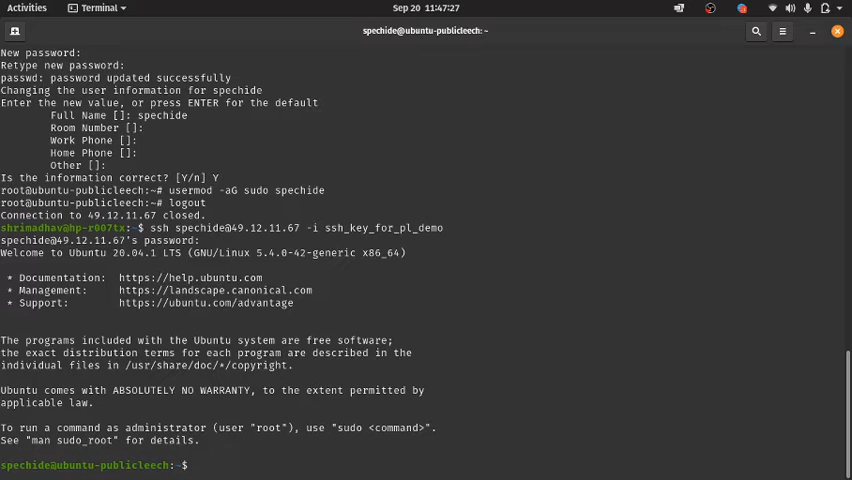 Activities
Terminal
Sep 20 11:47:27
spechide@ubuntu-publicleech: ~
New password:
Retype new password:
passwd: password updated successfully
Changing the user information for spechide
Enter the new value, or press ENTER for the default
Full Name []: spechide
Room Number []:
Work Phone []:
Home Phone []:
Other []:
Is the information correct? [Y/n] Y
root@ubuntu-publicleech:~# usermod -aG sudo spechide
root@ubuntu-publicleech:~# logout
Connection to 49.12.11.67 closed.
shrimadhav@hp-r007tx:~$ ssh spechide@49.12.11.67 -i ssh_key_for_pl_demo
spechide@49.12.11.67's password:
Welcome to Ubuntu 20.04.1 LTS (GNU/Linux 5.4.0-42-generic x86_64)
* Documentation: https://help.ubuntu.com
* Management: https://landscape.canonical.com
* Support: https://ubuntu.com/advantage
The programs included with the Ubuntu system are free software;
the exact distribution terms for each program are described in the
individual files in /usr/share/doc/*/copyright.
Ubuntu comes with ABSOLUTELY NO WARRANTY, to the extent permitted by
applicable law.
To run a command as administrator (user "root"), use "sudo <command>".
See "man sudo_root" for details.
spechide@ubuntu-publicleech:~$